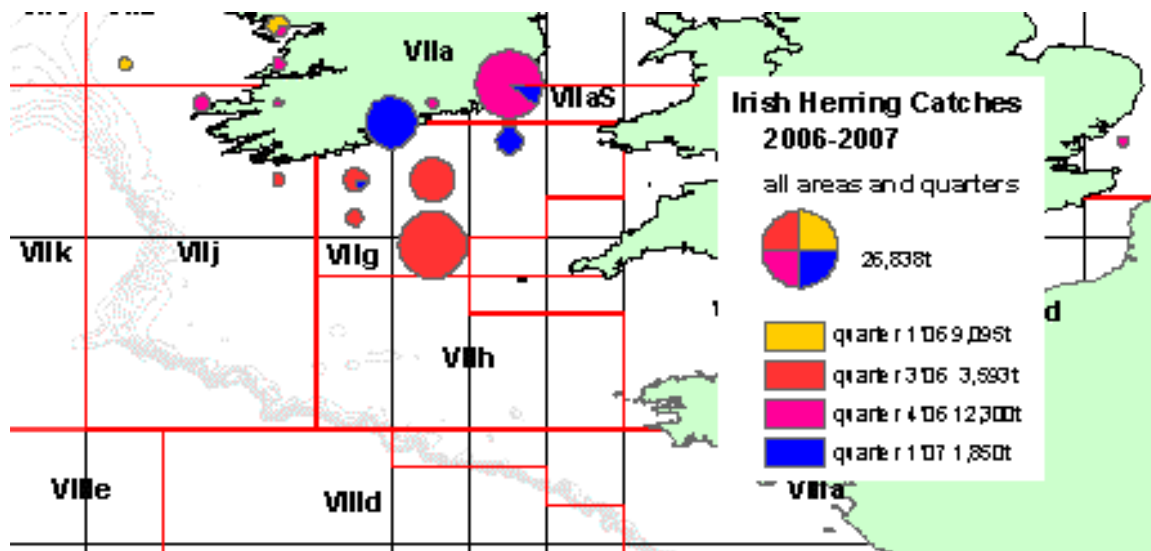 VIIa
VIIaS
VIIk
VIIj
VIIg
VIIh
VIIIe
VIIId
VIIIa
d
Irish Herring Catches
2006-2007
all areas and quarters
26,838t
quarter 1'06 9,095t
quarter 3'06 3,593t
quarter 4'06 12,300t
quarter 1'07 1,850t